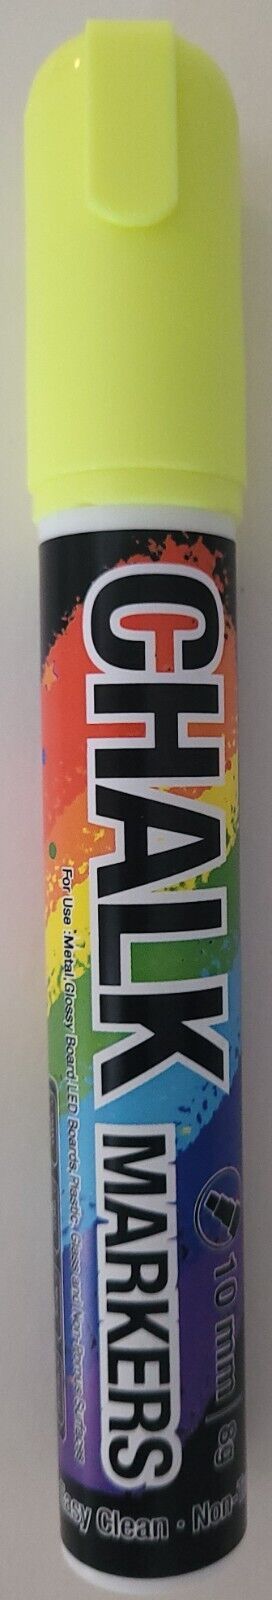 CHALK
MARKERS
10 mm 8g
For Use : Metal, Glossy Board, LED Boards, Plastic, Glass and Non-Porous Surfaces
Easy Clean · Non-